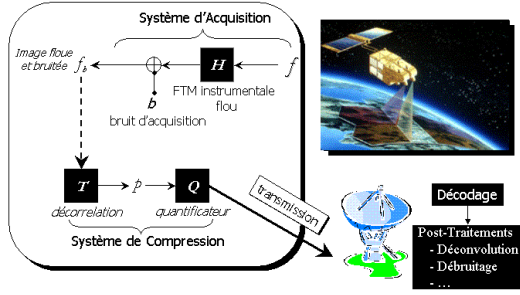 Système d'Acquisition
Image floue
et bruitée
f_b
H
f
FTM instrumentale
flou
b
bruit d'acquisition
T
p
Q
décorrelation
quantificateur
Système de Compression
transmission
Décodage
Post-Traitements
- Déconvolution
- Débruitage
- ...